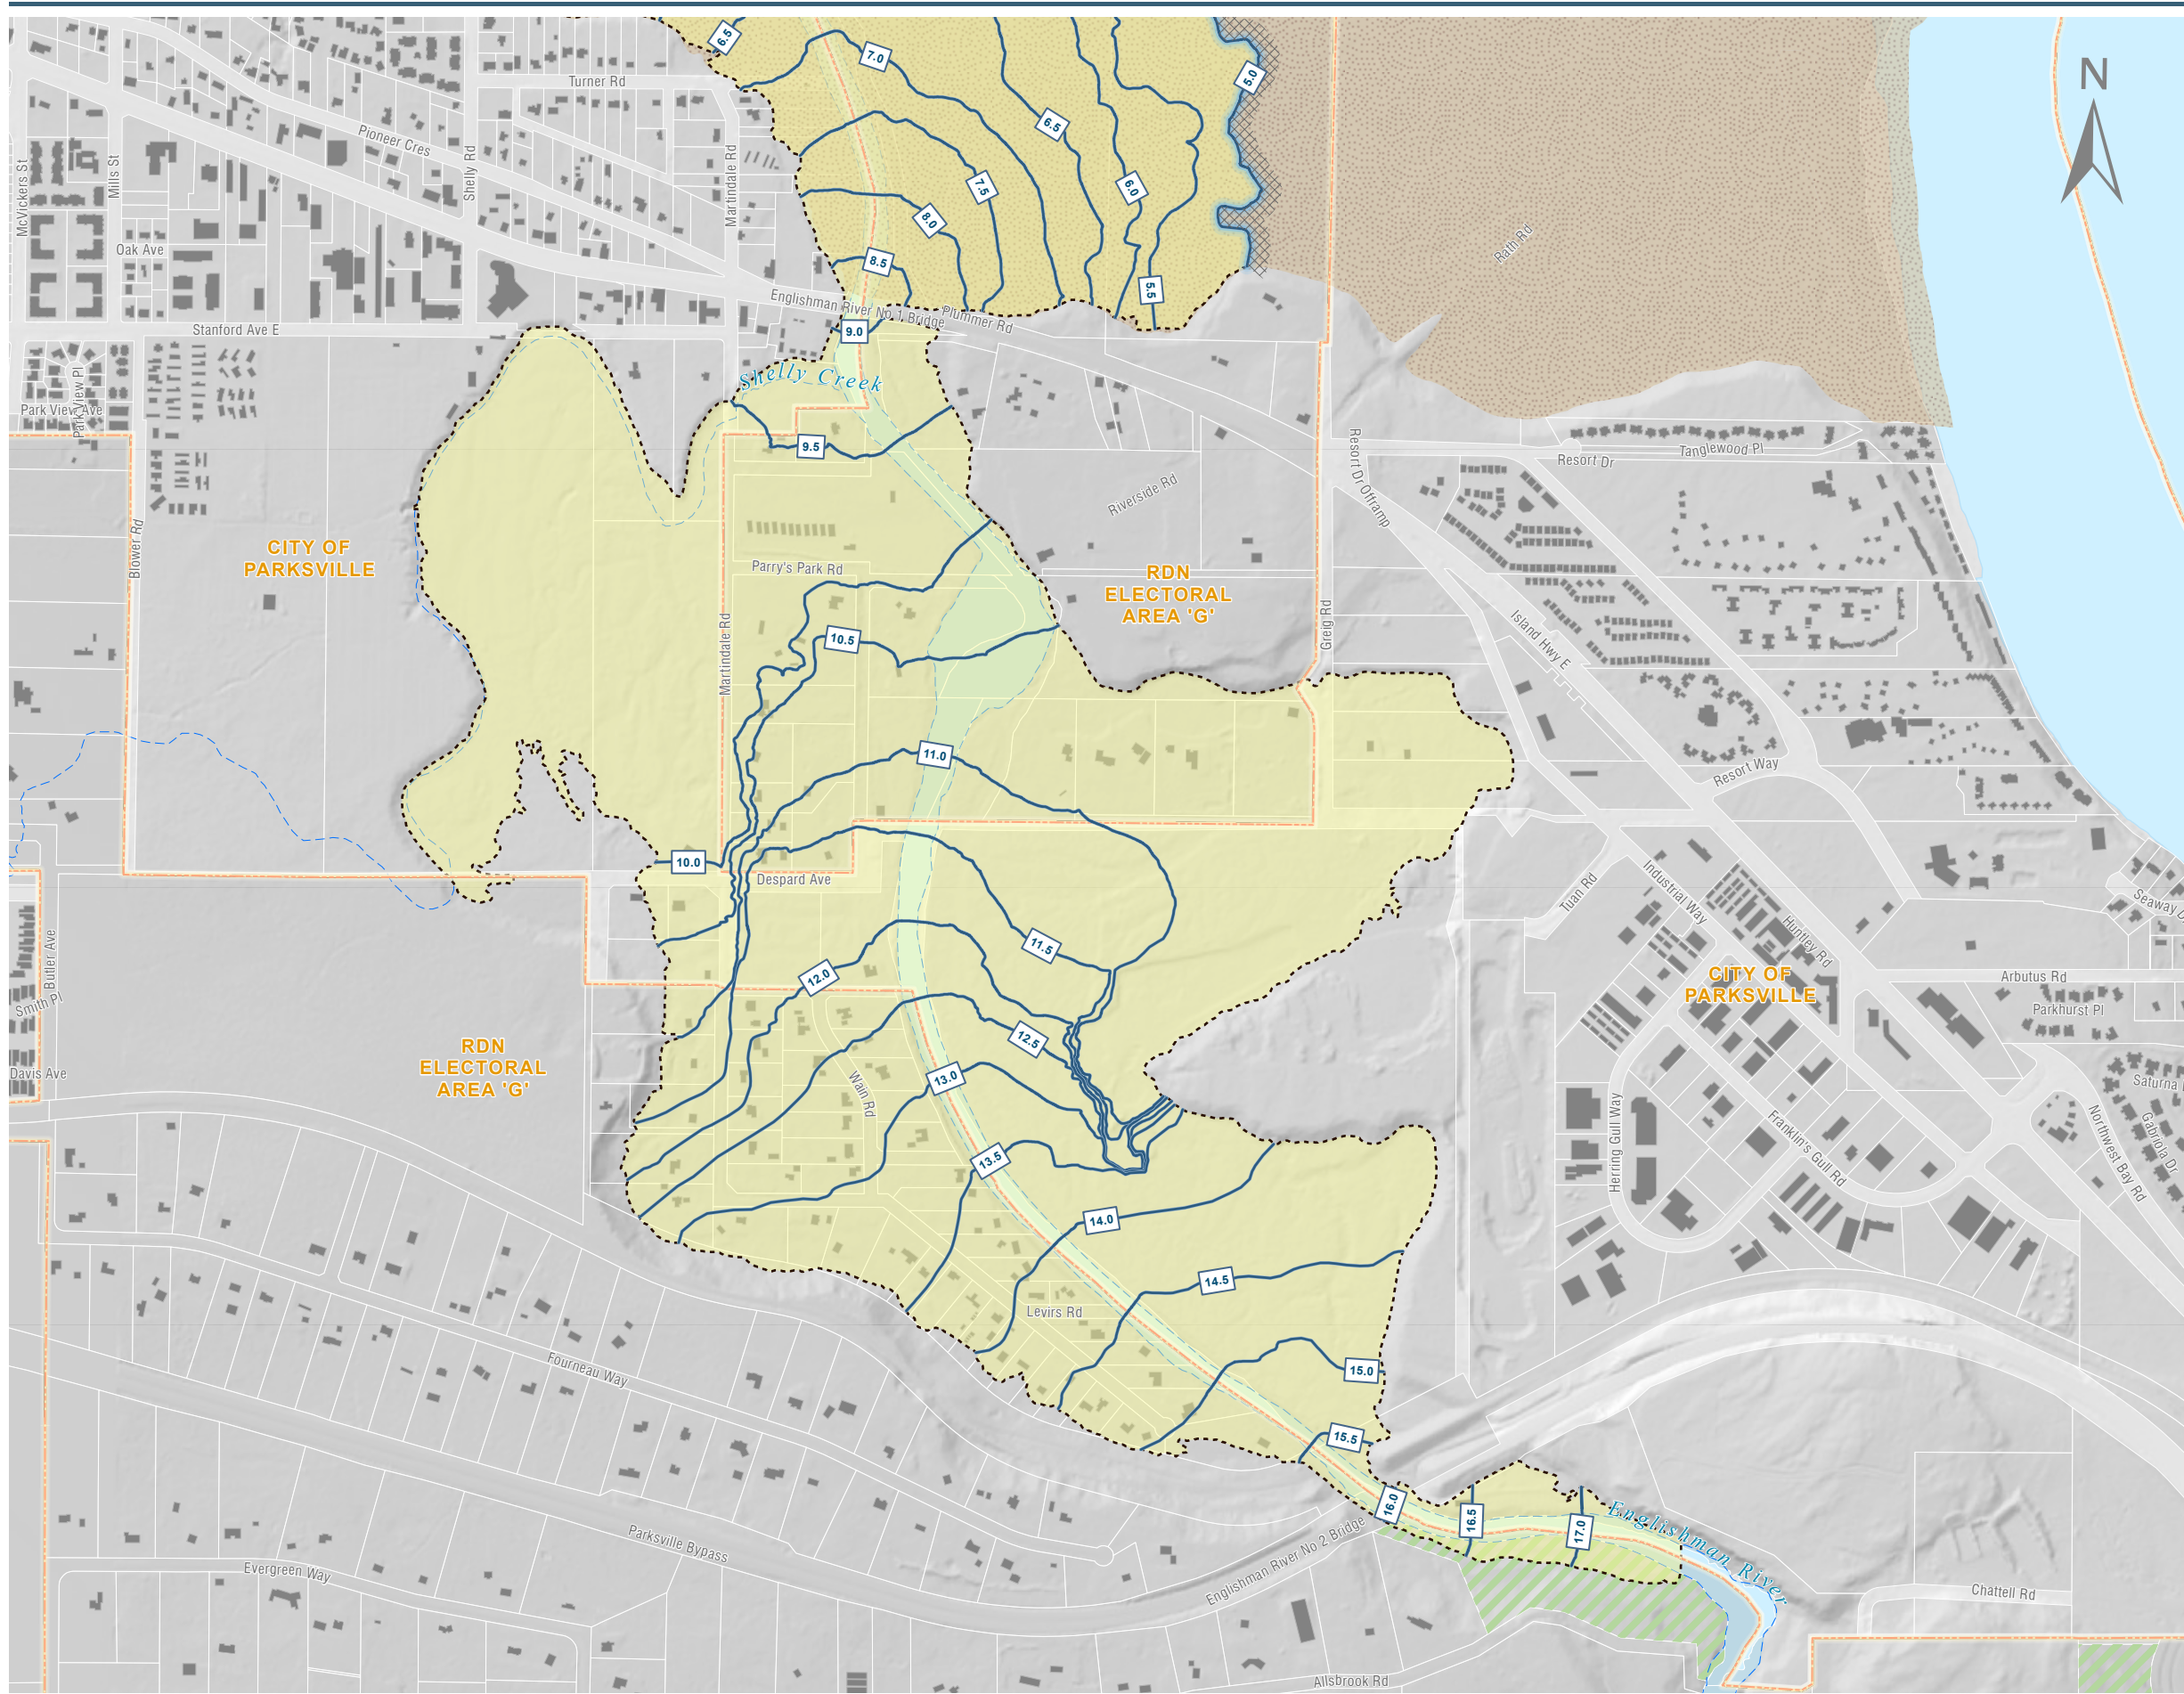 6.5
7.0
5.0
N
Turner Rd
Pioneer Cres
McVickers St
Mills St
Shelly Rd
Martindale Rd
6.5
7.5
6.0
8.0
Oak Ave
Rath Rd
8.5
5.5
Englishman River No 1 Bridge
Plummer Rd
Stanford Ave E
9.0
Shelly Creek
Park View Pl
Park View Ave
9.5
Resort Dr Offramp
Resort Dr
Tanglewood Pl
Riverside Rd
Blower Rd
CITY OF
PARKSVILLE
Parry's Park Rd
RDN
ELECTORAL
AREA 'G'
Martindale Rd
10.5
Greig Rd
Island Hwy E
11.0
Resort Way
10.0
Despard Ave
Tuan Rd
Industrial Way
Huntley Rd
Seaway
Butler Ave
11.5
12.0
CITY OF
PARKSVILLE
Arbutus Rd
Smith Pl
Parkhurst Pl
12.5
RDN
ELECTORAL
AREA 'G'
Davis Ave
13.0
Wain Rd
Saturna
Herring Gull Way
Franklin's Gull Rd
Northwest Bay Rd
Gabriola Dr
13.5
14.0
14.5
Levirs Rd
Fourneau Way
15.0
15.5
16.0
16.5
17.0
Englishman River
Parksville Bypass
Englishman River No 2 Bridge
Evergreen Way
Chattell Rd
Allsbrook Rd